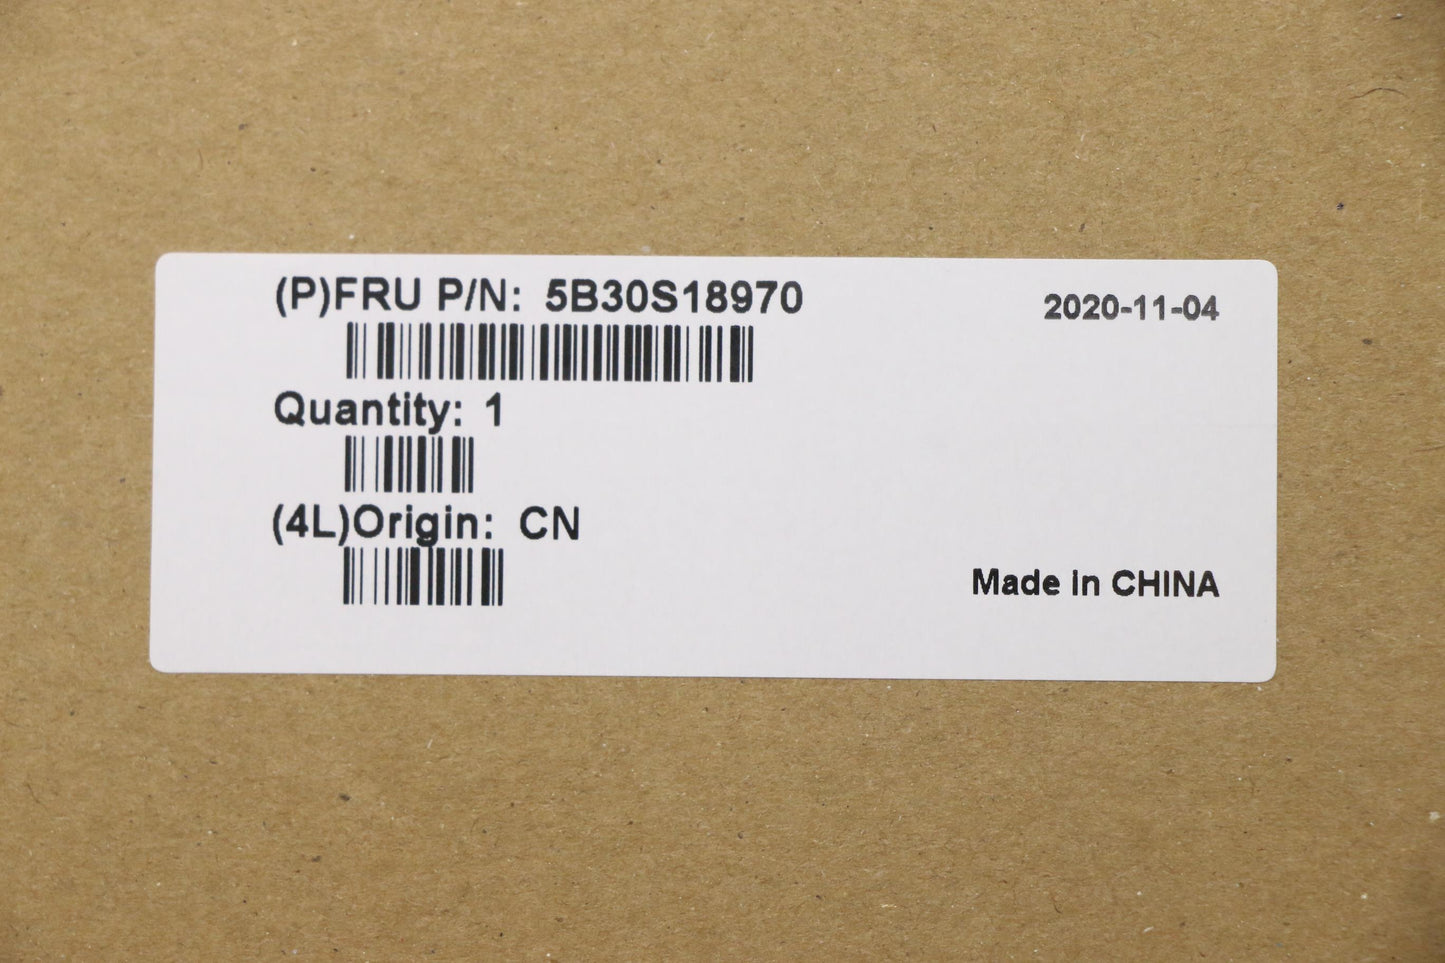 (P)FRU P/N: 5B30S18970
2020-11-04
Quantity: 1
(4L)Origin: CN
Made in CHINA